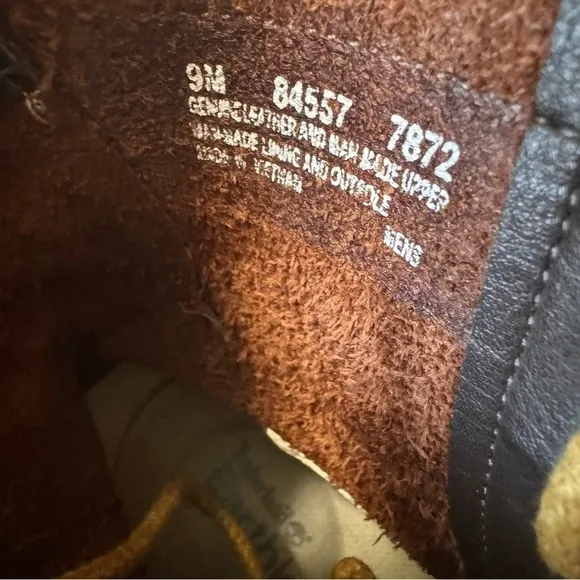 9M 84557 7872
GENUINE LEATHER AND MAN MADE UPPER
MAN MADE LINING AND OUTSOLE
MADE IN VIETNAM
MENS